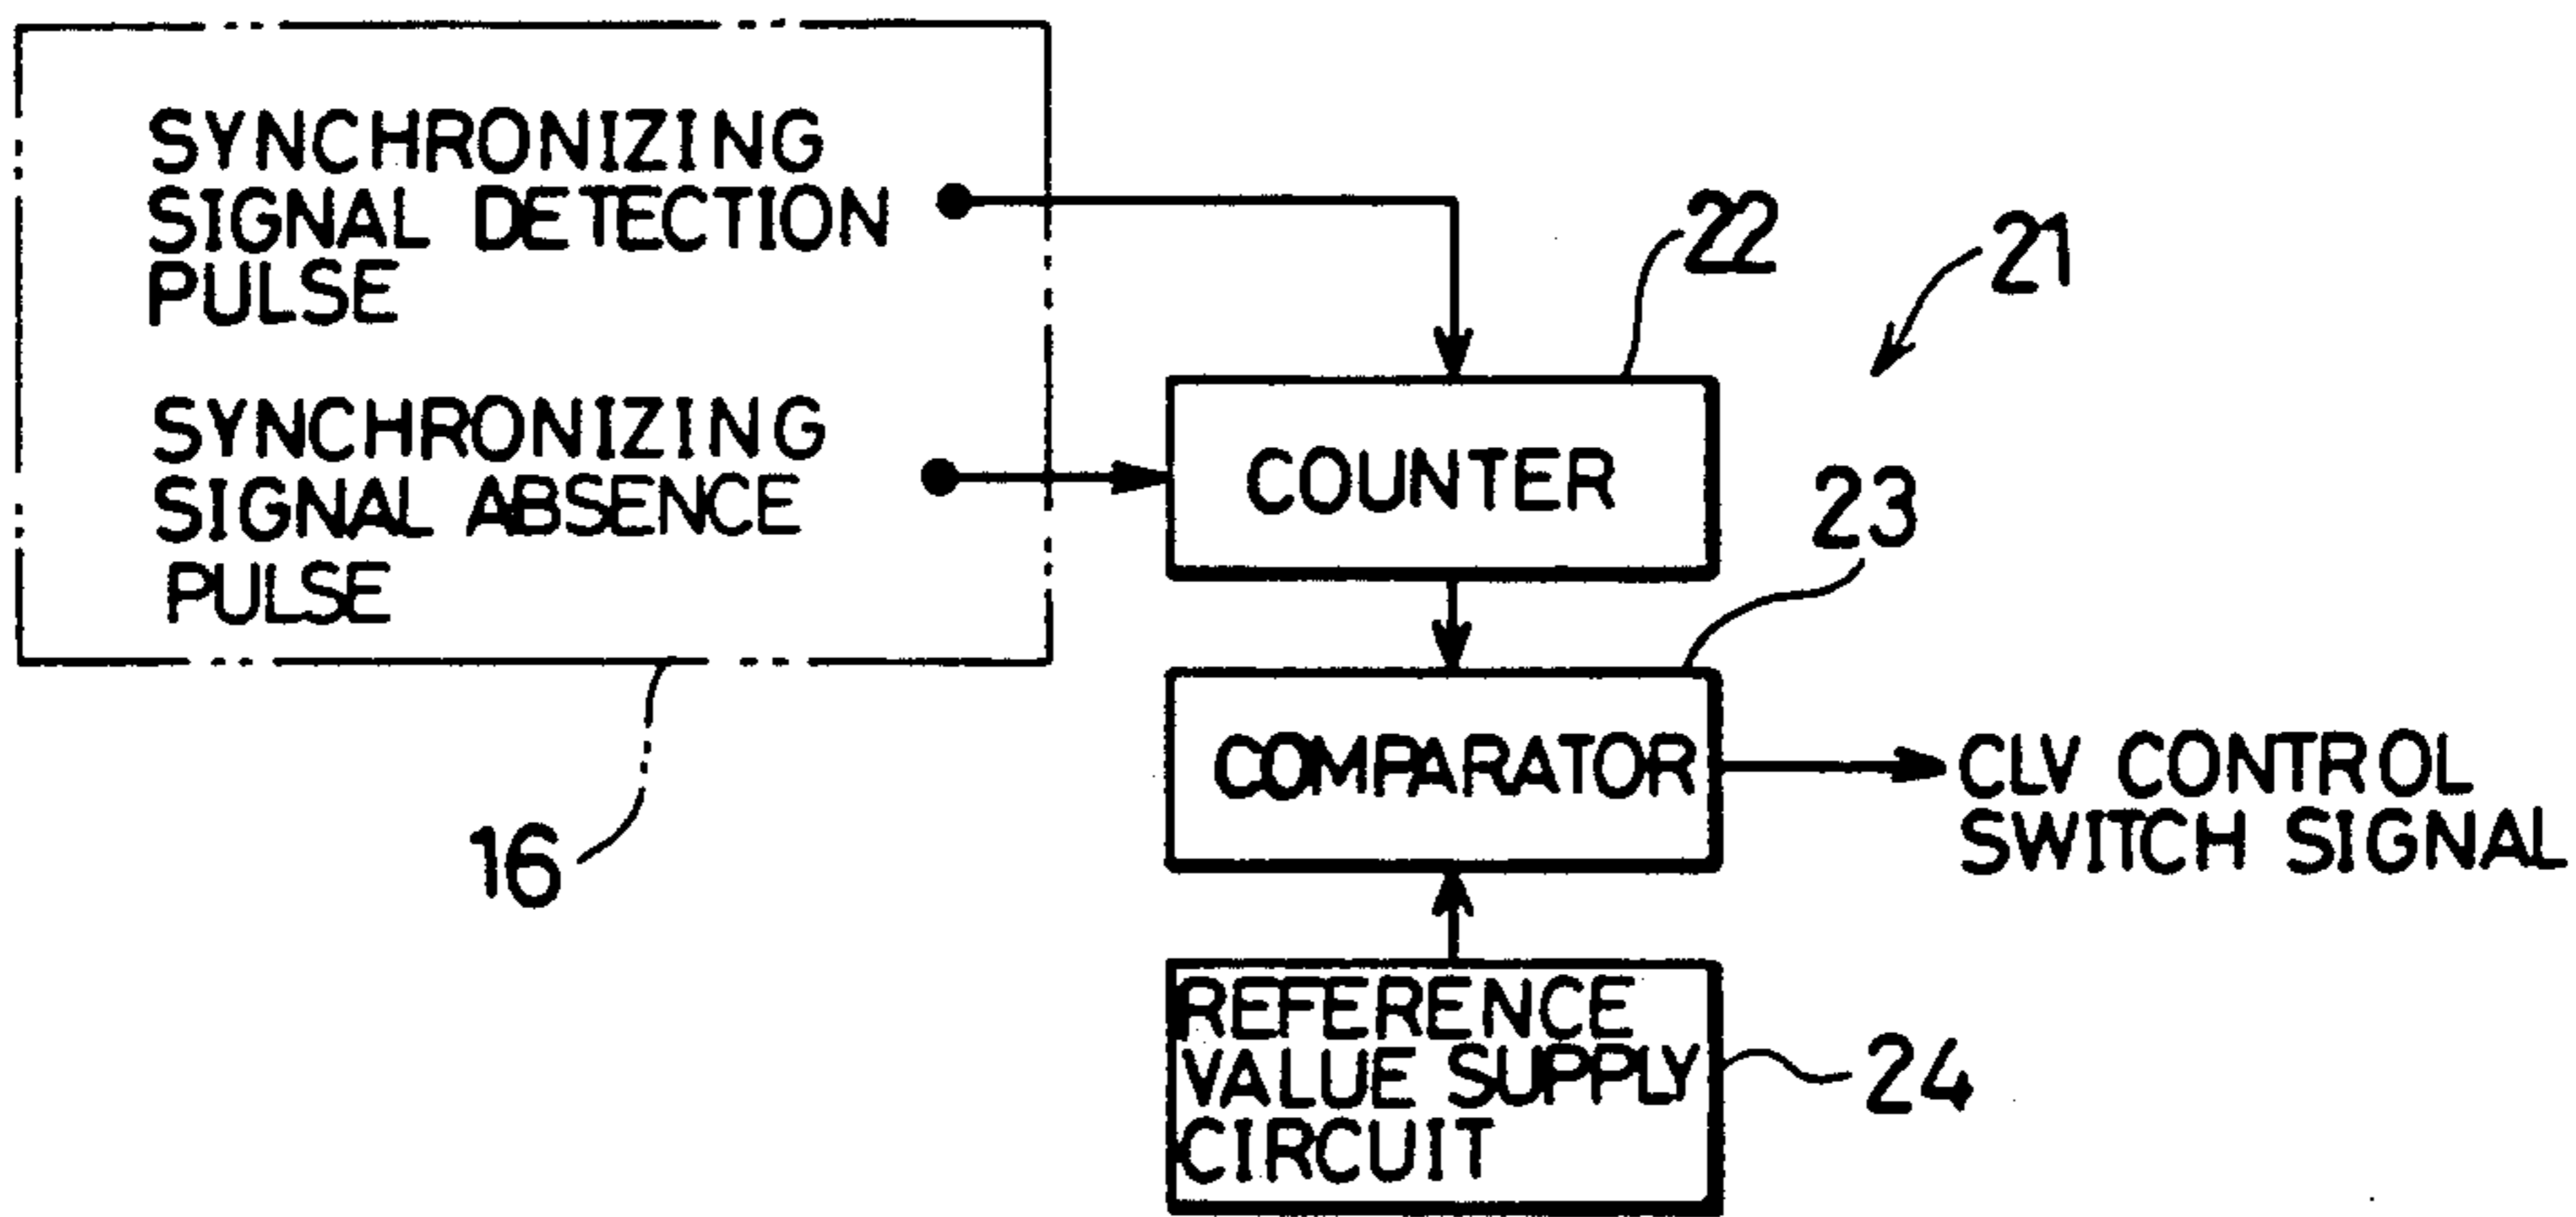 SYNCHRONIZING
SIGNAL DETECTION
PULSE
SYNCHRONIZING
SIGNAL ABSENCE
PULSE
16
22
21
COUNTER
23
COMPARATOR
CLV CONTROL
SWITCH SIGNAL
REFERENCE
VALUE SUPPLY
CIRCUIT
24